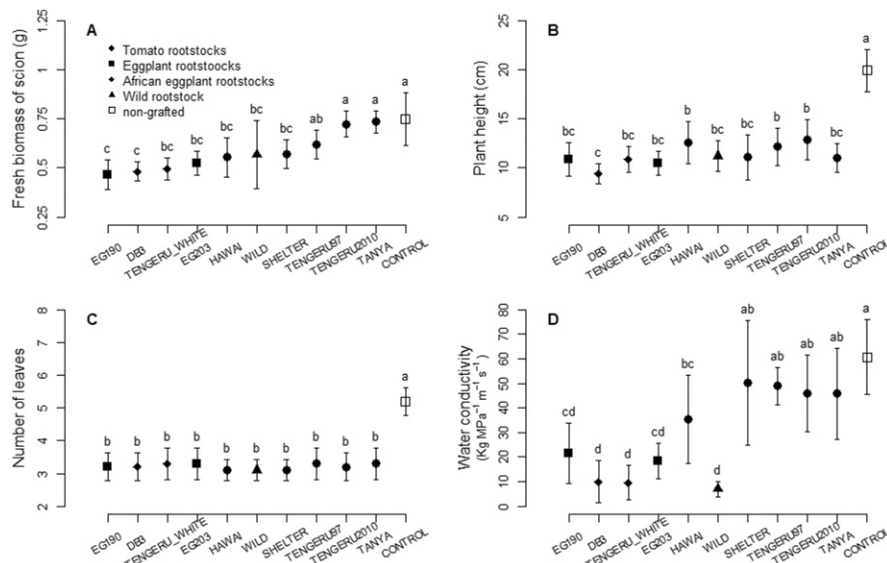 A
Fresh biomass of scion (g)
1.25
1
0.75
0.5
0.25
Tomato rootstocks
Eggplant rootstoocks
African eggplant rootstocks
Wild rootstock
non-grafted
c c bc bc bc bc bc ab a a a
EG190 DB3 TENGERU_WHITE EG203 HAWAI WILD SHELTER TENGERU97 TENGERU2010 TANYA CONTROL
B
Plant height (cm)
25
20
15
10
5
bc c bc bc b bc bc b b bc a
EG190 DB3 TENGERU_WHITE EG203 HAWAI WILD SHELTER TENGERU97 TENGERU2010 TANYA CONTROL
C
Number of leaves
8
7
6
5
4
3
2
b b b b b b b b b b a
EG190 DB3 TENGERU_WHITE EG203 HAWAI WILD SHELTER TENGERU97 TENGERU2010 TANYA CONTROL
D
Water conductivity
(Kg MPa⁻¹ m⁻¹ s⁻¹)
80
70
60
50
40
30
20
10
0
cd d d cd bc d ab ab ab ab a
EG190 DB3 TENGERU_WHITE EG203 HAWAI WILD SHELTER TENGERU97 TENGERU2010 TANYA CONTROL